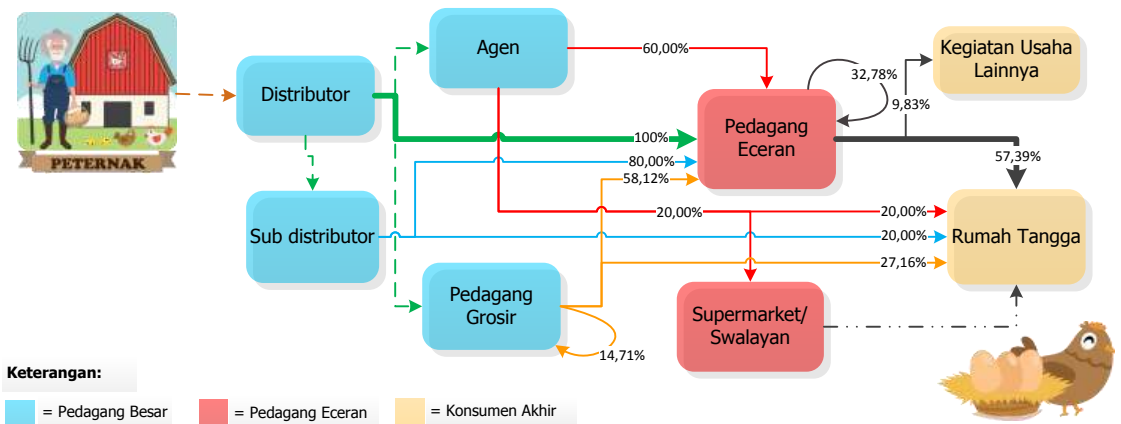 Agen
60,00%
Kegiatan Usaha
Lainnya
32,78%
9,83%
Distributor
Pedagang
Eceran
100%
PETERNAK
80,00%
57,39%
58,12%
Sub distributor
20,00%
20,00%
Rumah Tangga
20,00%
27,16%
Pedagang
Grosir
Supermarket/
Swalayan
14,71%
Keterangan:
= Pedagang Besar
= Pedagang Eceran
= Konsumen Akhir